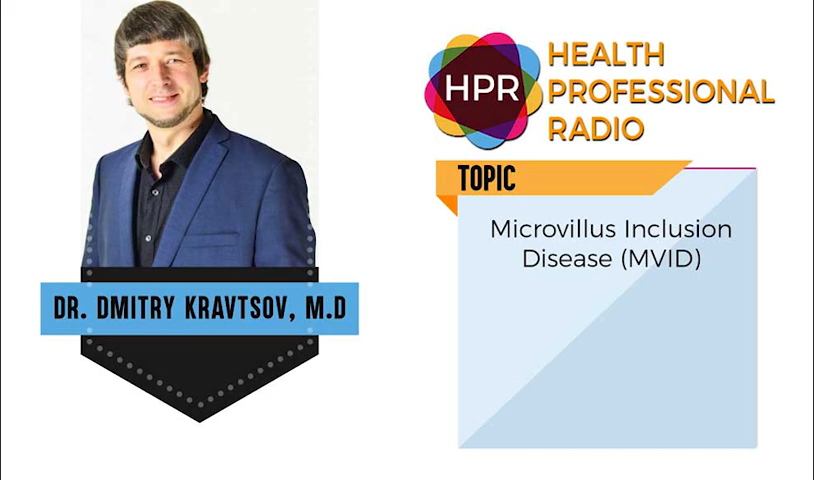 DR. DMITRY KRAVTSOV, M.D
HPR
HEALTH
PROFESSIONAL
RADIO
TOPIC
Microvillus Inclusion
Disease (MVID)